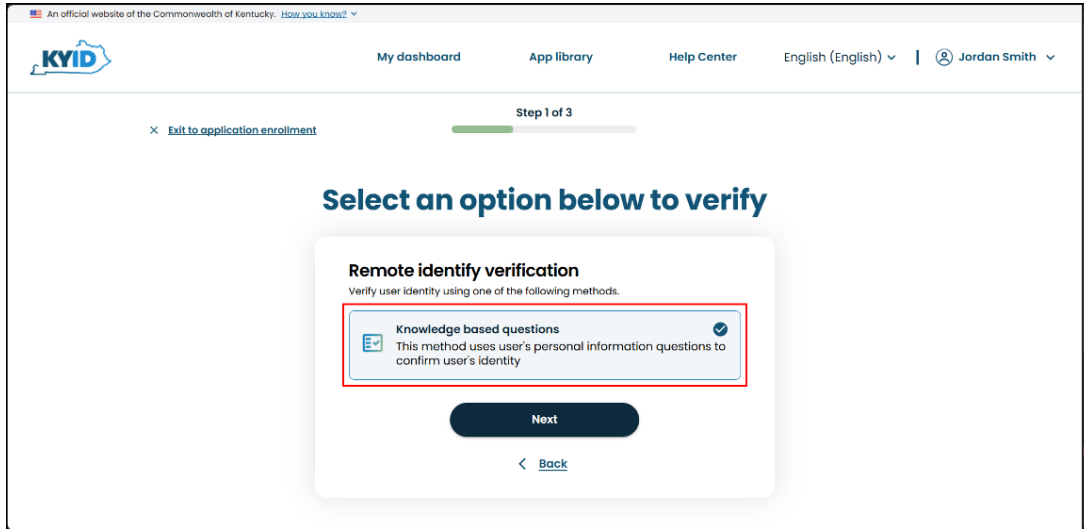 An official website of the Commonwealth of Kentucky. How you know?
KYID
My dashboard
App library
Help Center
English (English)
Jordan Smith
Step 1 of 3
Exit to application enrollment
Select an option below to verify
Remote identify verification
Verify user identity using one of the following methods.
Knowledge based questions
This method uses user's personal information questions to
confirm user's identity
Next
Back